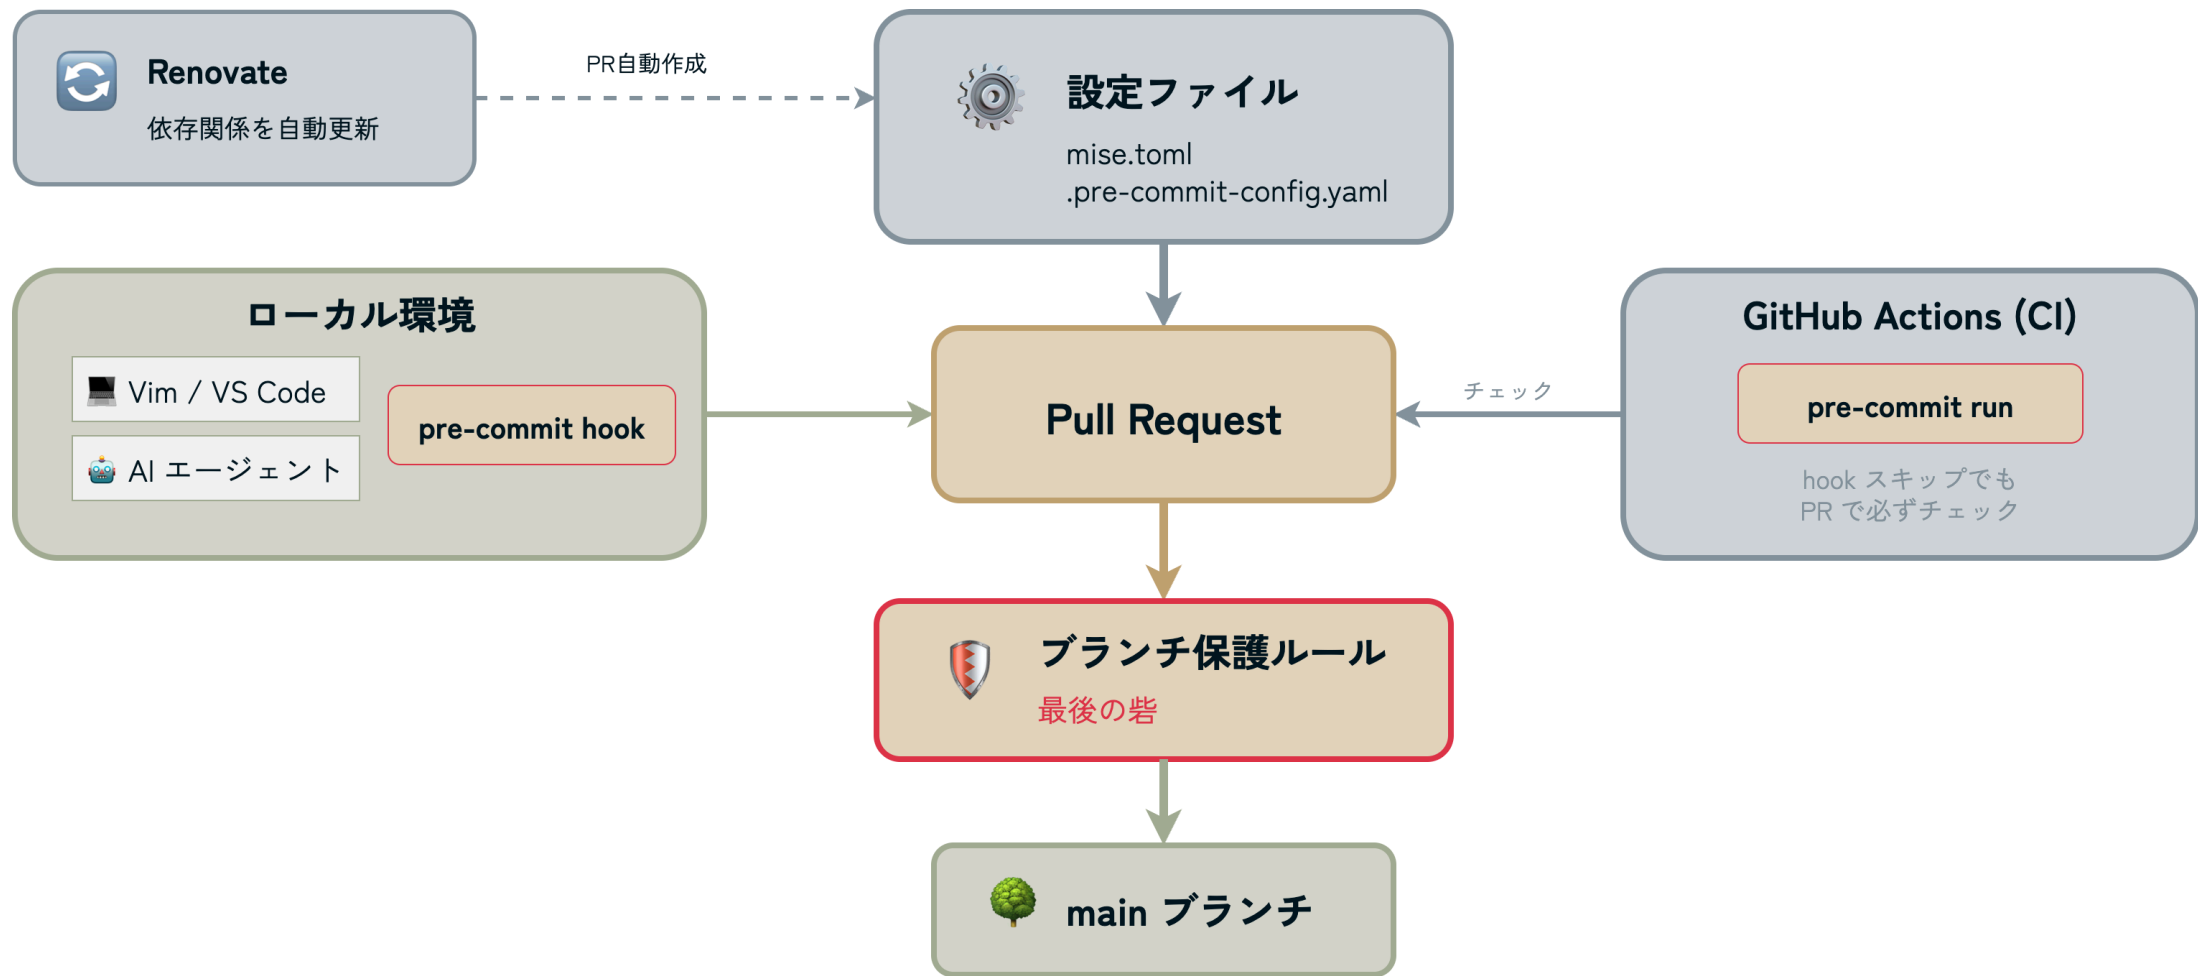 Renovate
依存関係を自動更新
PR自動作成
設定ファイル
mise.toml
.pre-commit-config.yaml
ローカル環境
Vim / VS Code
AI エージェント
pre-commit hook
Pull Request
チェック
GitHub Actions (CI)
pre-commit run
hook スキップでも
PR で必ずチェック
ブランチ保護ルール
最後の砦
main ブランチ